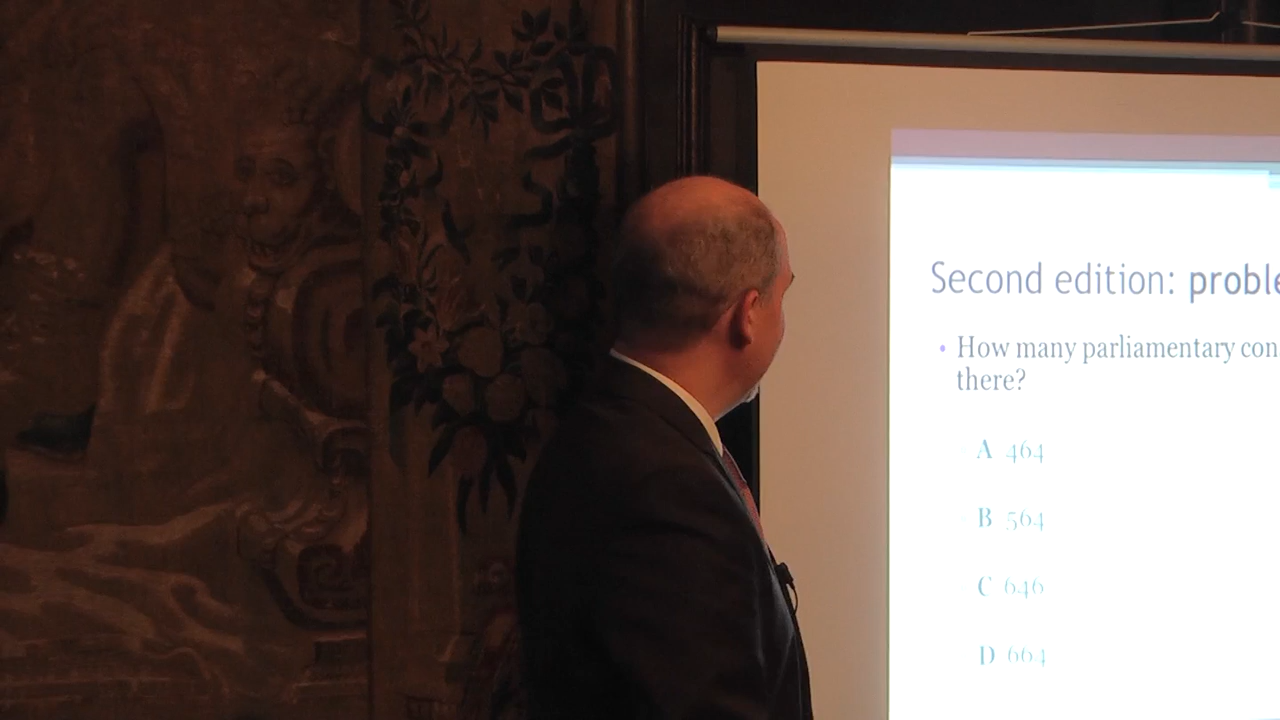 Second edition: proble
• How many parliamentary con
there?
A 464
B 564
C 646
D 664